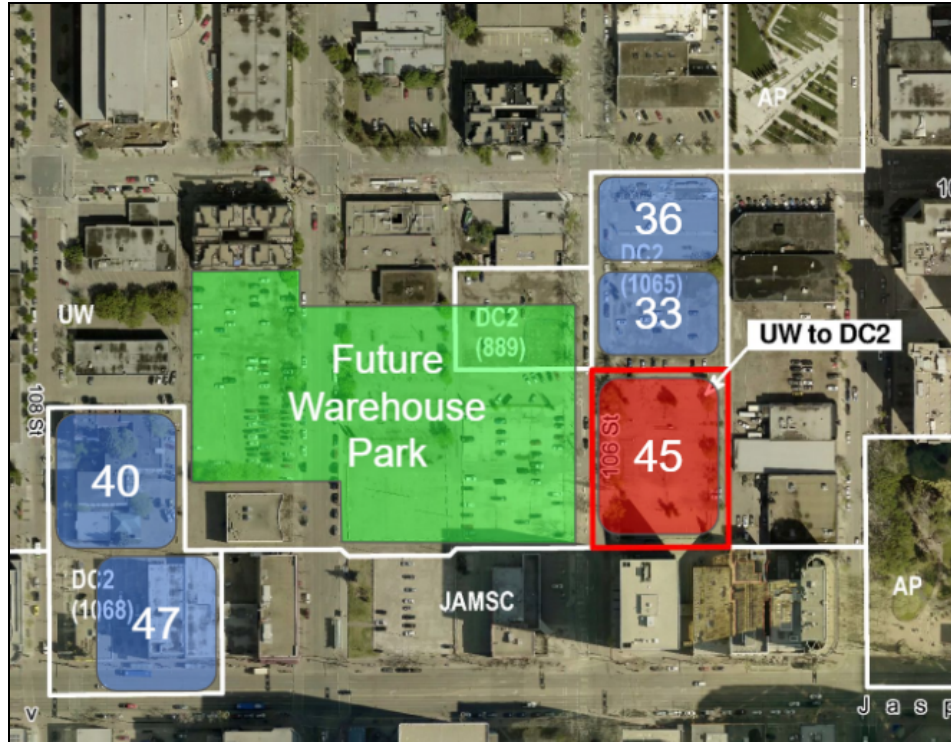 AP
36
DC2
(1065)
33
UW to DC2
UW
DC2
(889)
Future
Warehouse
Park
108 St
106 St
45
40
DC2
(1068)
47
JAMSC
AP
J a s p